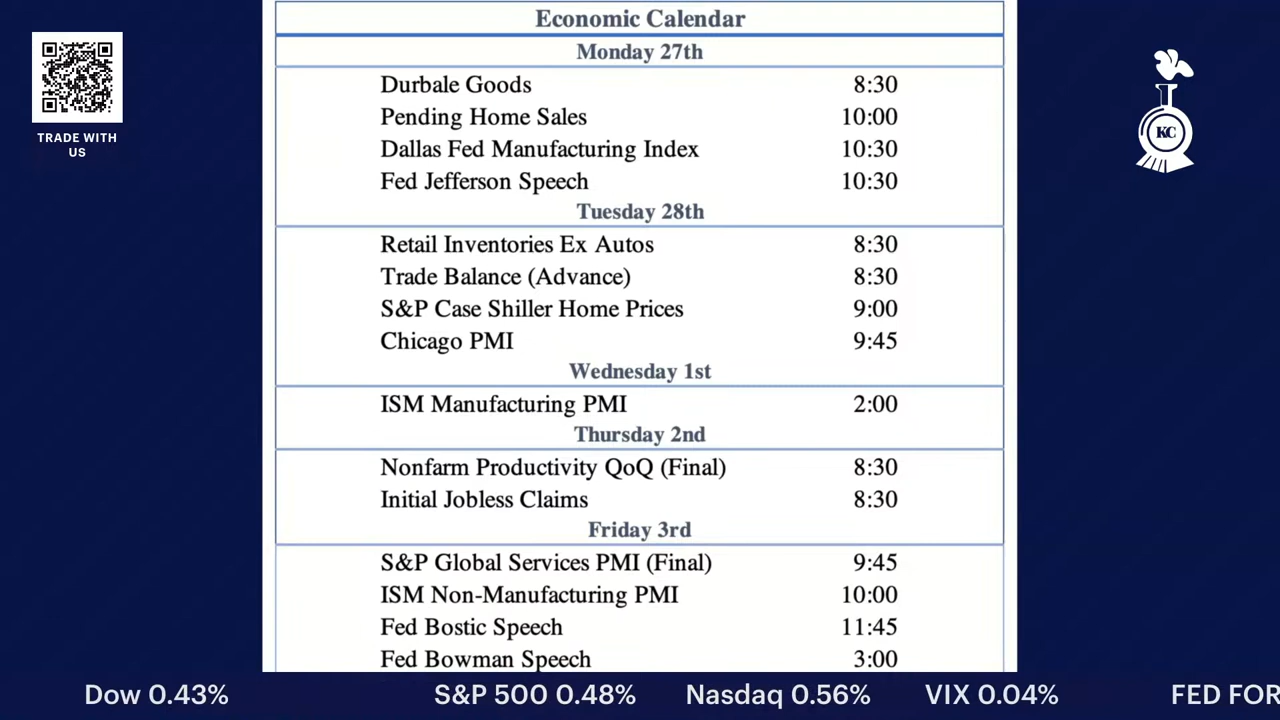 Economic Calendar
Monday 27th
Durbale Goods 8:30
Pending Home Sales 10:00
Dallas Fed Manufacturing Index 10:30
Fed Jefferson Speech 10:30
Tuesday 28th
Retail Inventories Ex Autos 8:30
Trade Balance (Advance) 8:30
S&P Case Shiller Home Prices 9:00
Chicago PMI 9:45
Wednesday 1st
ISM Manufacturing PMI 2:00
Thursday 2nd
Nonfarm Productivity QoQ (Final) 8:30
Initial Jobless Claims 8:30
Friday 3rd
S&P Global Services PMI (Final) 9:45
ISM Non-Manufacturing PMI 10:00
Fed Bostic Speech 11:45
Fed Bowman Speech 3:00
TRADE WITH
US
KC
Dow 0.43% S&P 500 0.48% Nasdaq 0.56% VIX 0.04% FED FOR